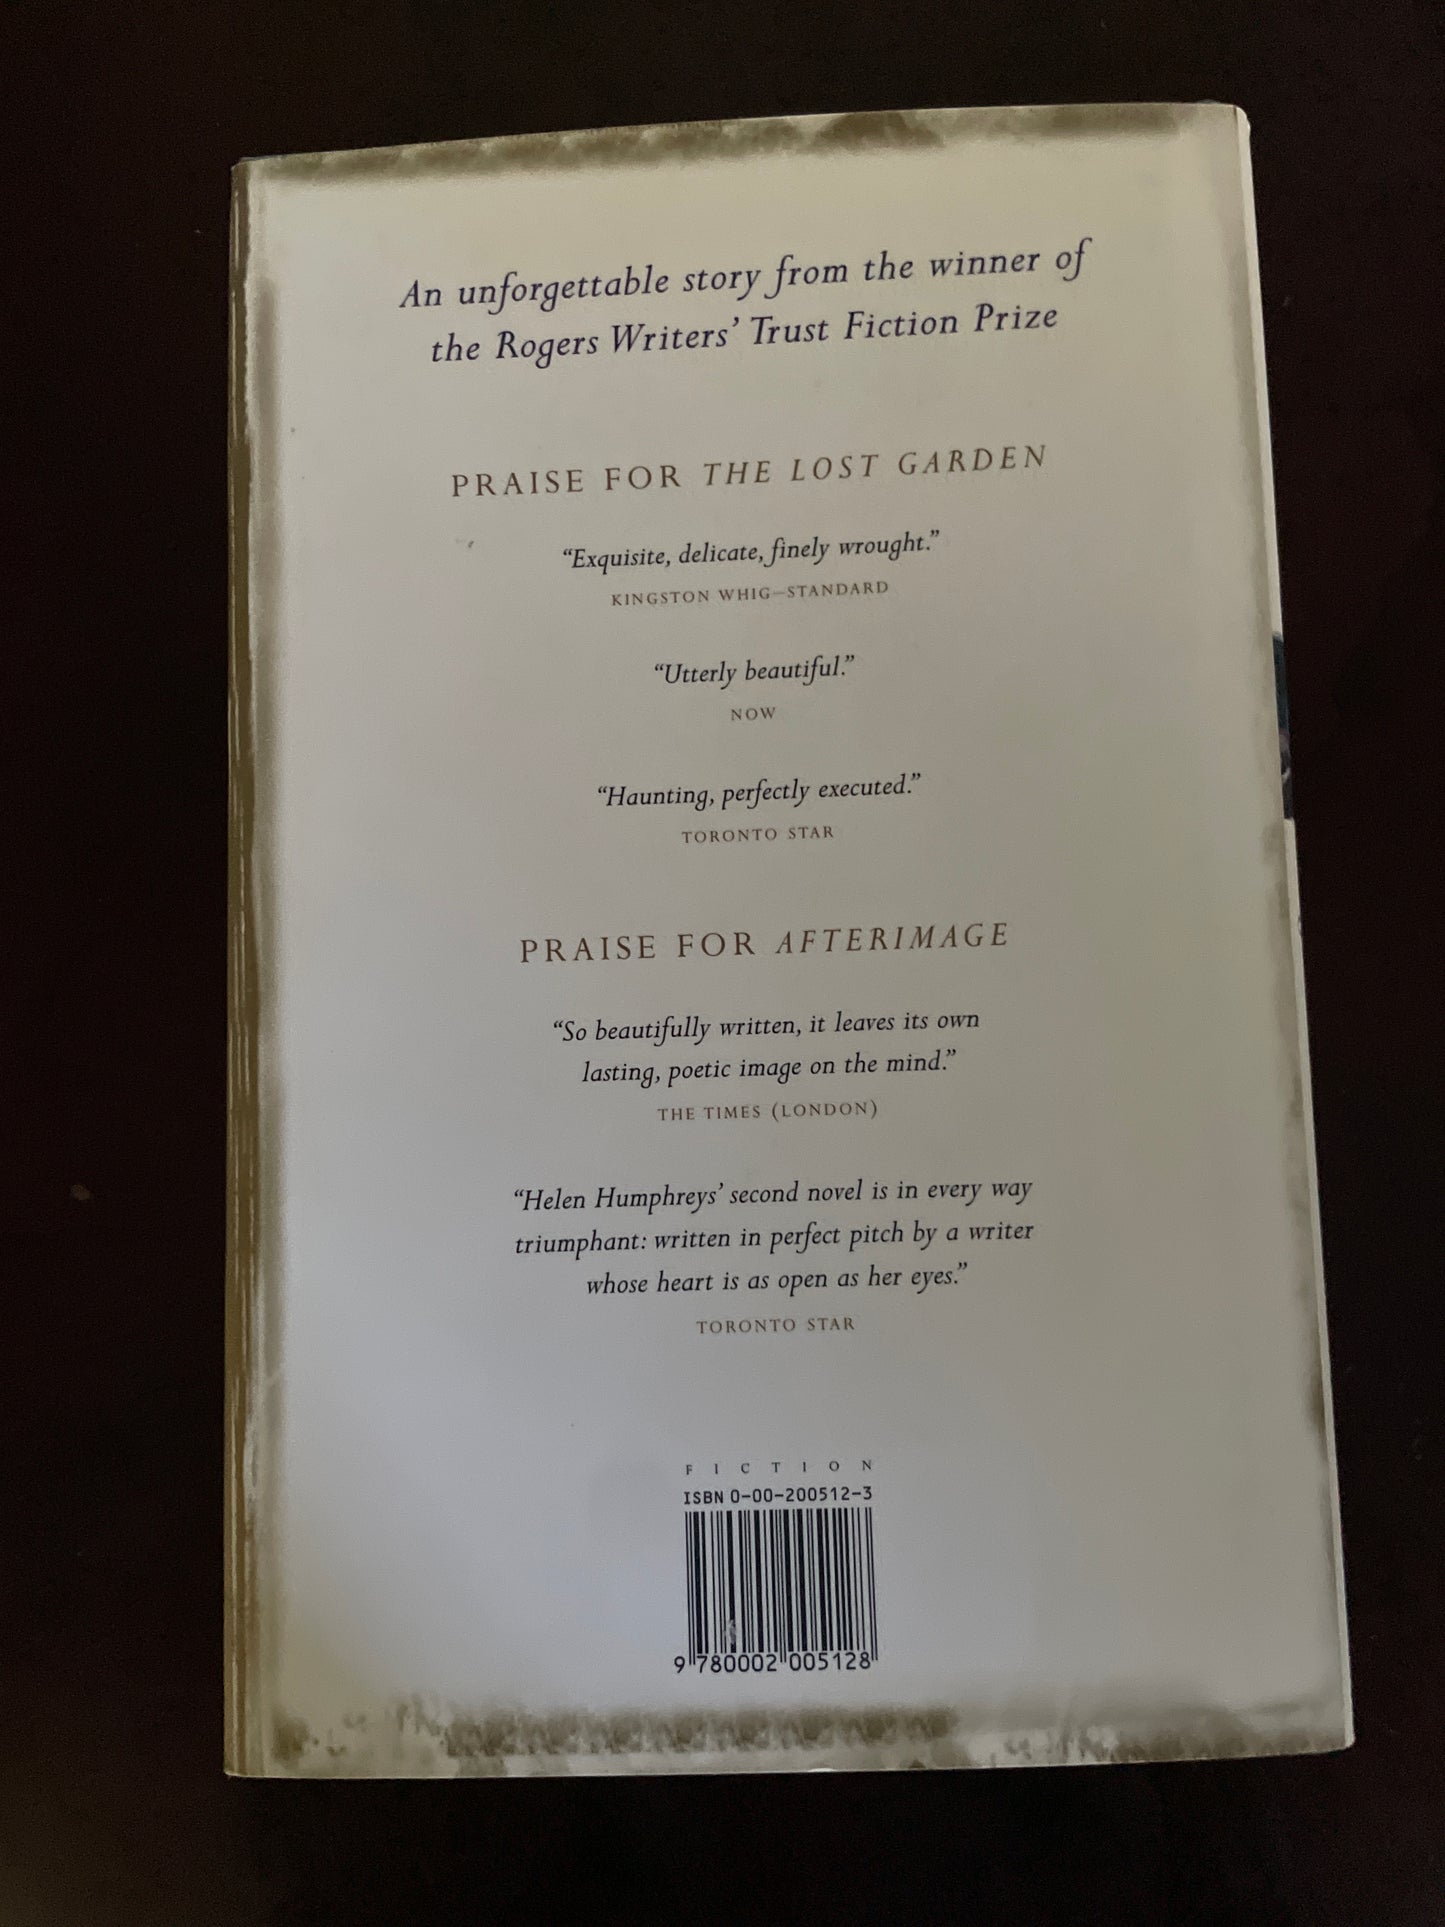 An unforgettable story from the winner of
the Rogers Writers' Trust Fiction Prize
PRAISE FOR THE LOST GARDEN
“Exquisite, delicate, finely wrought.”
KINGSTON WHIG–STANDARD
“Utterly beautiful.”
NOW
“Haunting, perfectly executed.”
TORONTO STAR
PRAISE FOR AFTERIMAGE
“So beautifully written, it leaves its own
lasting, poetic image on the mind.”
THE TIMES (LONDON)
“Helen Humphreys’ second novel is in every way
triumphant: written in perfect pitch by a writer
whose heart is as open as her eyes.”
TORONTO STAR
FICTION
ISBN 0-00-200512-3
9 780002 005128